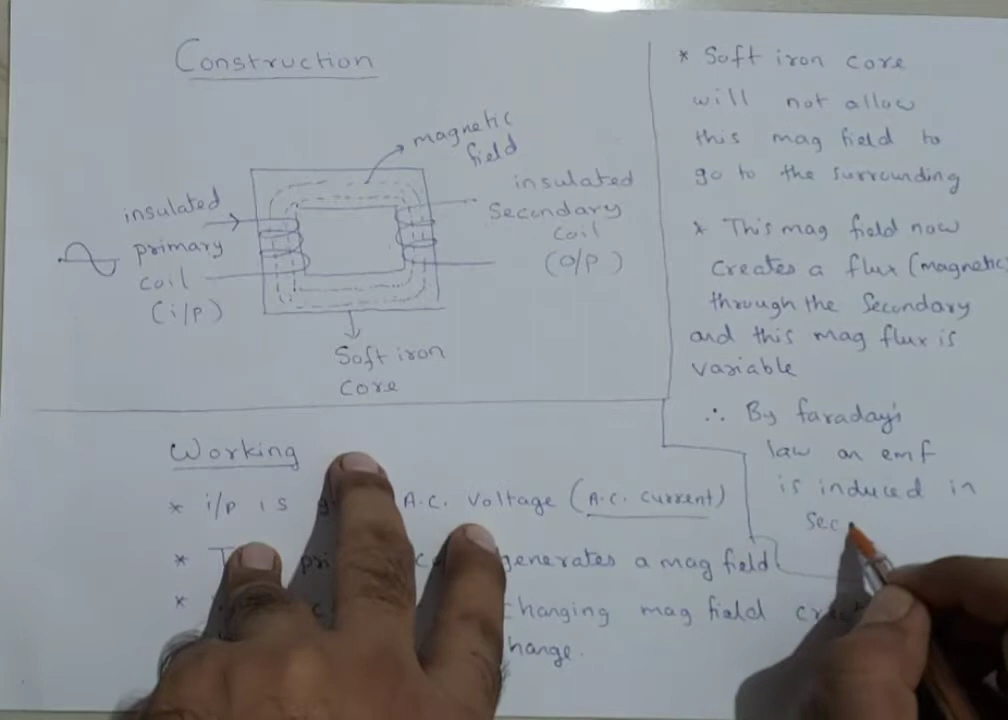 Construction
magnetic
field
insulated
primary
coil
(i/p)
insulated
Secondary
coil
(O/P)
Soft iron
core
Working
* i/p is A.C. Voltage (A.C. Current)
* generates a mag field
* changing mag field
hange.
* Soft iron core
will not allow
this mag field to
go to the surrounding
* This mag field now
Creates a flux (magnetic)
through the Secondary
and this mag flux is
variable
∴ By faraday's
law an emf
is induced in
Sec